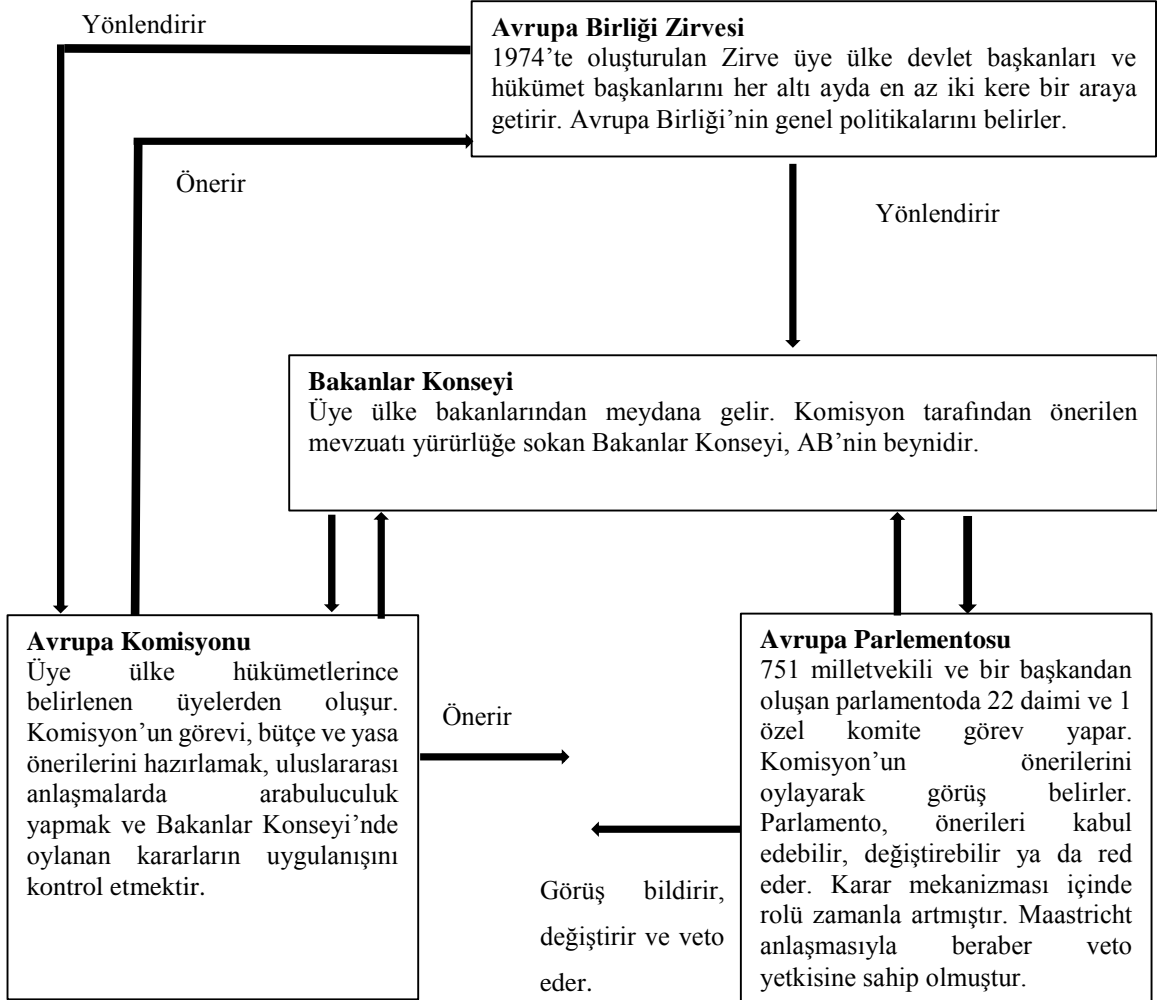 Yönlendirir
Avrupa Birliği Zirvesi
1974’te oluşturulan Zirve üye ülke devlet başkanları ve
hükümet başkanlarını her altı ayda en az iki kere bir araya
getirir. Avrupa Birliği’nin genel politikalarını belirler.
Önerir
Yönlendirir
Bakanlar Konseyi
Üye ülke bakanlarından meydana gelir. Komisyon tarafından önerilen
mevzuatı yürürlüğe sokan Bakanlar Konseyi, AB’nin beynidir.
Avrupa Komisyonu
Üye ülke hükümetlerince
belirlenen üyelerden oluşur.
Komisyon’un görevi, bütçe ve yasa
önerilerini hazırlamak, uluslararası
anlaşmalarda arabuluculuk
yapmak ve Bakanlar Konseyi’nde
oylanan kararların uygulanışını
kontrol etmektir.
Önerir
Görüş bildirir,
değiştirir ve veto
eder.
Avrupa Parlementosu
751 milletvekili ve bir başkandan
oluşan parlamentoda 22 daimi ve 1
özel komite görev yapar.
Komisyon’un önerilerini
oylayarak görüş belirler.
Parlamento, önerileri kabul
edebilir, değiştirebilir ya da red
eder. Karar mekanizması içinde
rolü zamanla artmıştır. Maastricht
anlaşmasıyla beraber veto
yetkisine sahip olmuştur.